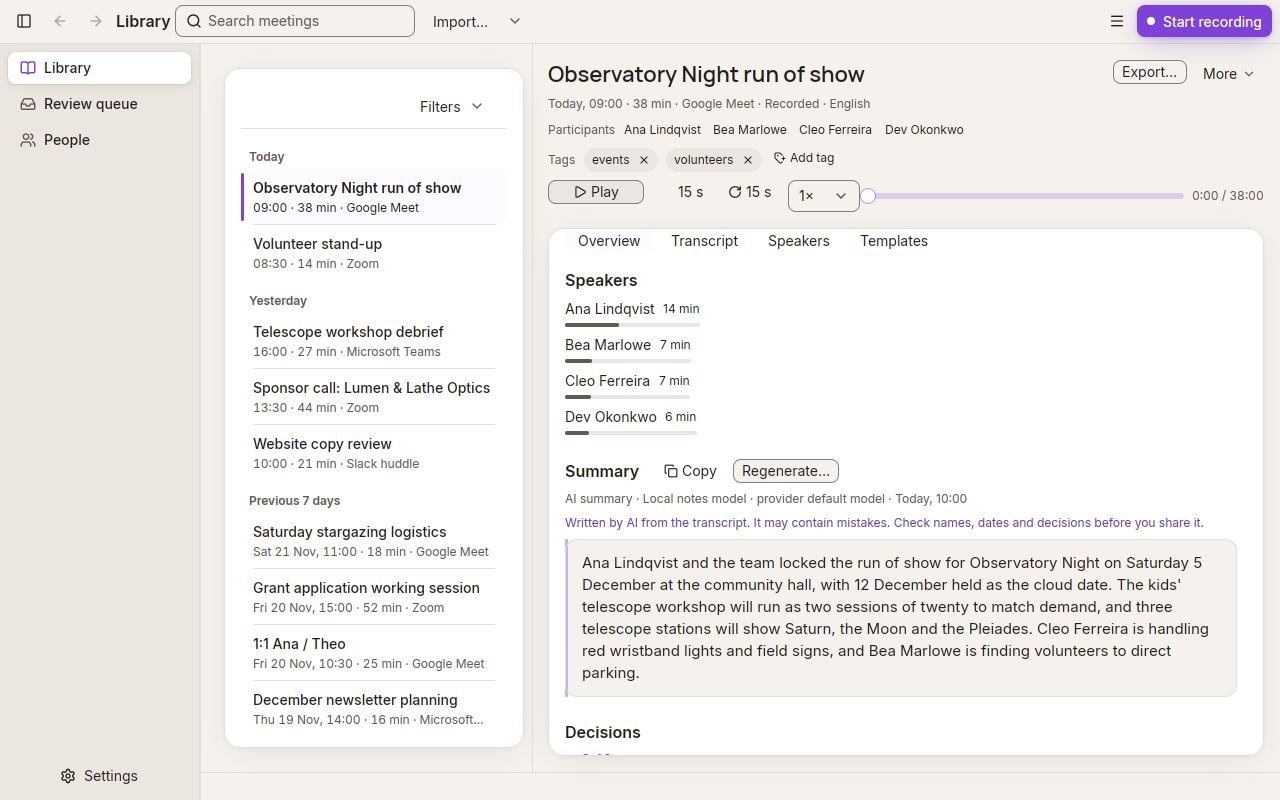 Library
Search meetings
Import...
Start recording
Library
Review queue
People
Settings
Filters
Today
Observatory Night run of show
09:00 · 38 min · Google Meet
Volunteer stand-up
08:30 · 14 min · Zoom
Yesterday
Telescope workshop debrief
16:00 · 27 min · Microsoft Teams
Sponsor call: Lumen & Lathe Optics
13:30 · 44 min · Zoom
Website copy review
10:00 · 21 min · Slack huddle
Previous 7 days
Saturday stargazing logistics
Sat 21 Nov, 11:00 · 18 min · Google Meet
Grant application working session
Fri 20 Nov, 15:00 · 52 min · Zoom
1:1 Ana / Theo
Fri 20 Nov, 10:30 · 25 min · Google Meet
December newsletter planning
Thu 19 Nov, 14:00 · 16 min · Microsoft...
Observatory Night run of show
Export...
More
Today, 09:00 · 38 min · Google Meet · Recorded · English
Participants Ana Lindqvist Bea Marlowe Cleo Ferreira Dev Okonkwo
Tags events volunteers Add tag
Play 15 s 15 s 1× 0:00 / 38:00
Overview Transcript Speakers Templates
Speakers
Ana Lindqvist 14 min
Bea Marlowe 7 min
Cleo Ferreira 7 min
Dev Okonkwo 6 min
Summary Copy Regenerate...
AI summary · Local notes model · provider default model · Today, 10:00
Written by AI from the transcript. It may contain mistakes. Check names, dates and decisions before you share it.
Ana Lindqvist and the team locked the run of show for Observatory Night on Saturday 5
December at the community hall, with 12 December held as the cloud date. The kids'
telescope workshop will run as two sessions of twenty to match demand, and three
telescope stations will show Saturn, the Moon and the Pleiades. Cleo Ferreira is handling
red wristband lights and field signs, and Bea Marlowe is finding volunteers to direct
parking.
Decisions